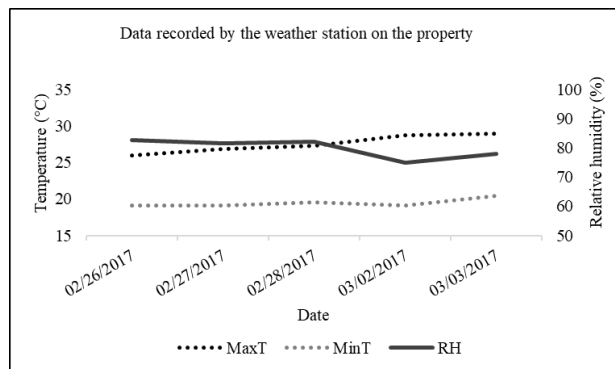 Data recorded by the weather station on the property
Temperature (°C)
35
30
25
20
15
Relative humidity (%)
100
90
80
70
60
50
02/26/2017
02/27/2017
02/28/2017
03/02/2017
03/03/2017
Date
MaxT
MinT
RH